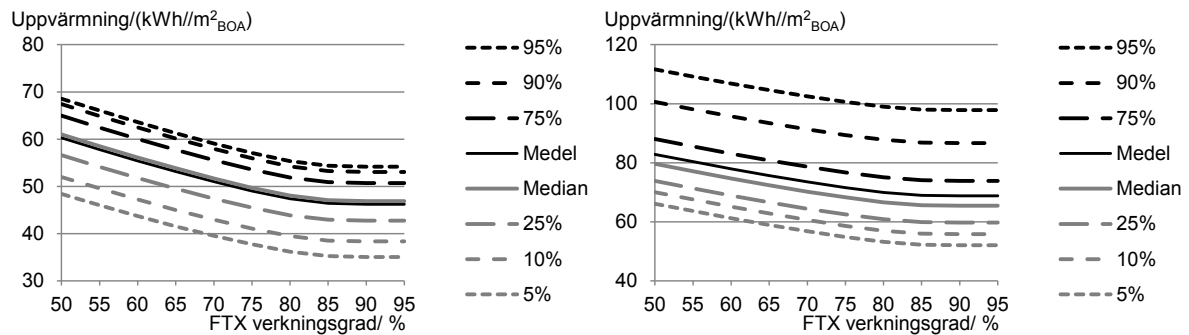 Uppvärmning/(kWh//m²BOA)
80
70
60
50
40
30
50 55 60 65 70 75 80 85 90 95
FTX verkningsgrad/ %
95%
90%
75%
Medel
Median
25%
10%
5%
Uppvärmning/(kWh//m²BOA)
120
100
80
60
40
50 55 60 65 70 75 80 85 90 95
FTX verkningsgrad/ %
95%
90%
75%
Medel
Median
25%
10%
5%